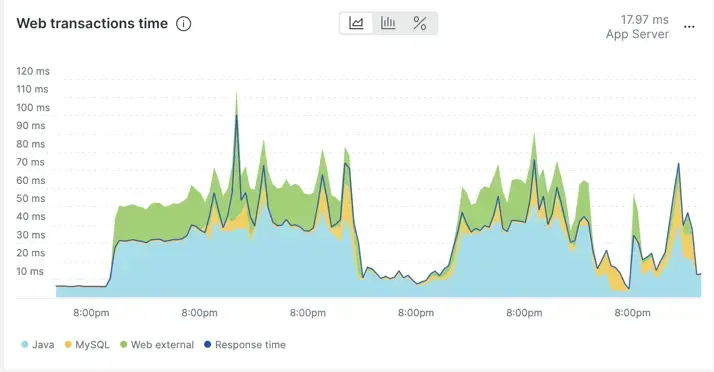 Web transactions time
17.97 ms
App Server
120 ms
110 ms
100 ms
90 ms
80 ms
70 ms
60 ms
50 ms
40 ms
30 ms
20 ms
10 ms
8:00pm 8:00pm 8:00pm 8:00pm 8:00pm 8:00pm
Java MySQL Web external Response time